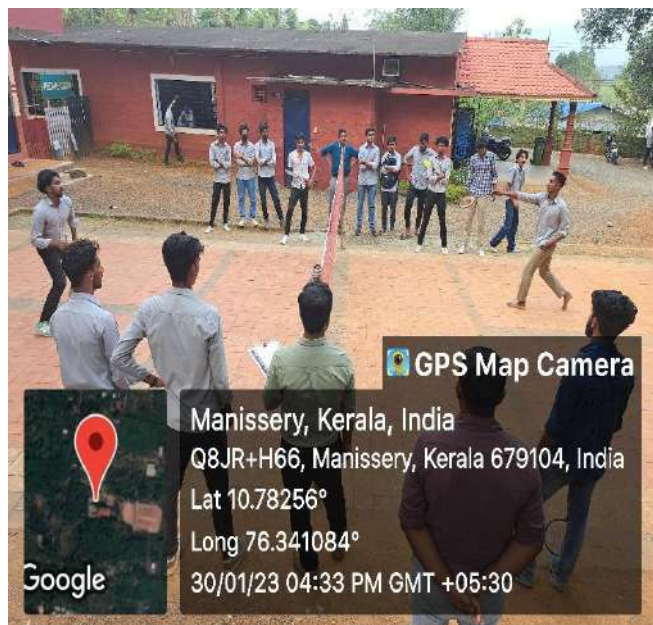 GPS Map Camera
Manissery, Kerala, India
Q8JR+H66, Manissery, Kerala 679104, India
Lat 10.78256°
Long 76.341084°
30/01/23 04:33 PM GMT +05:30
Google